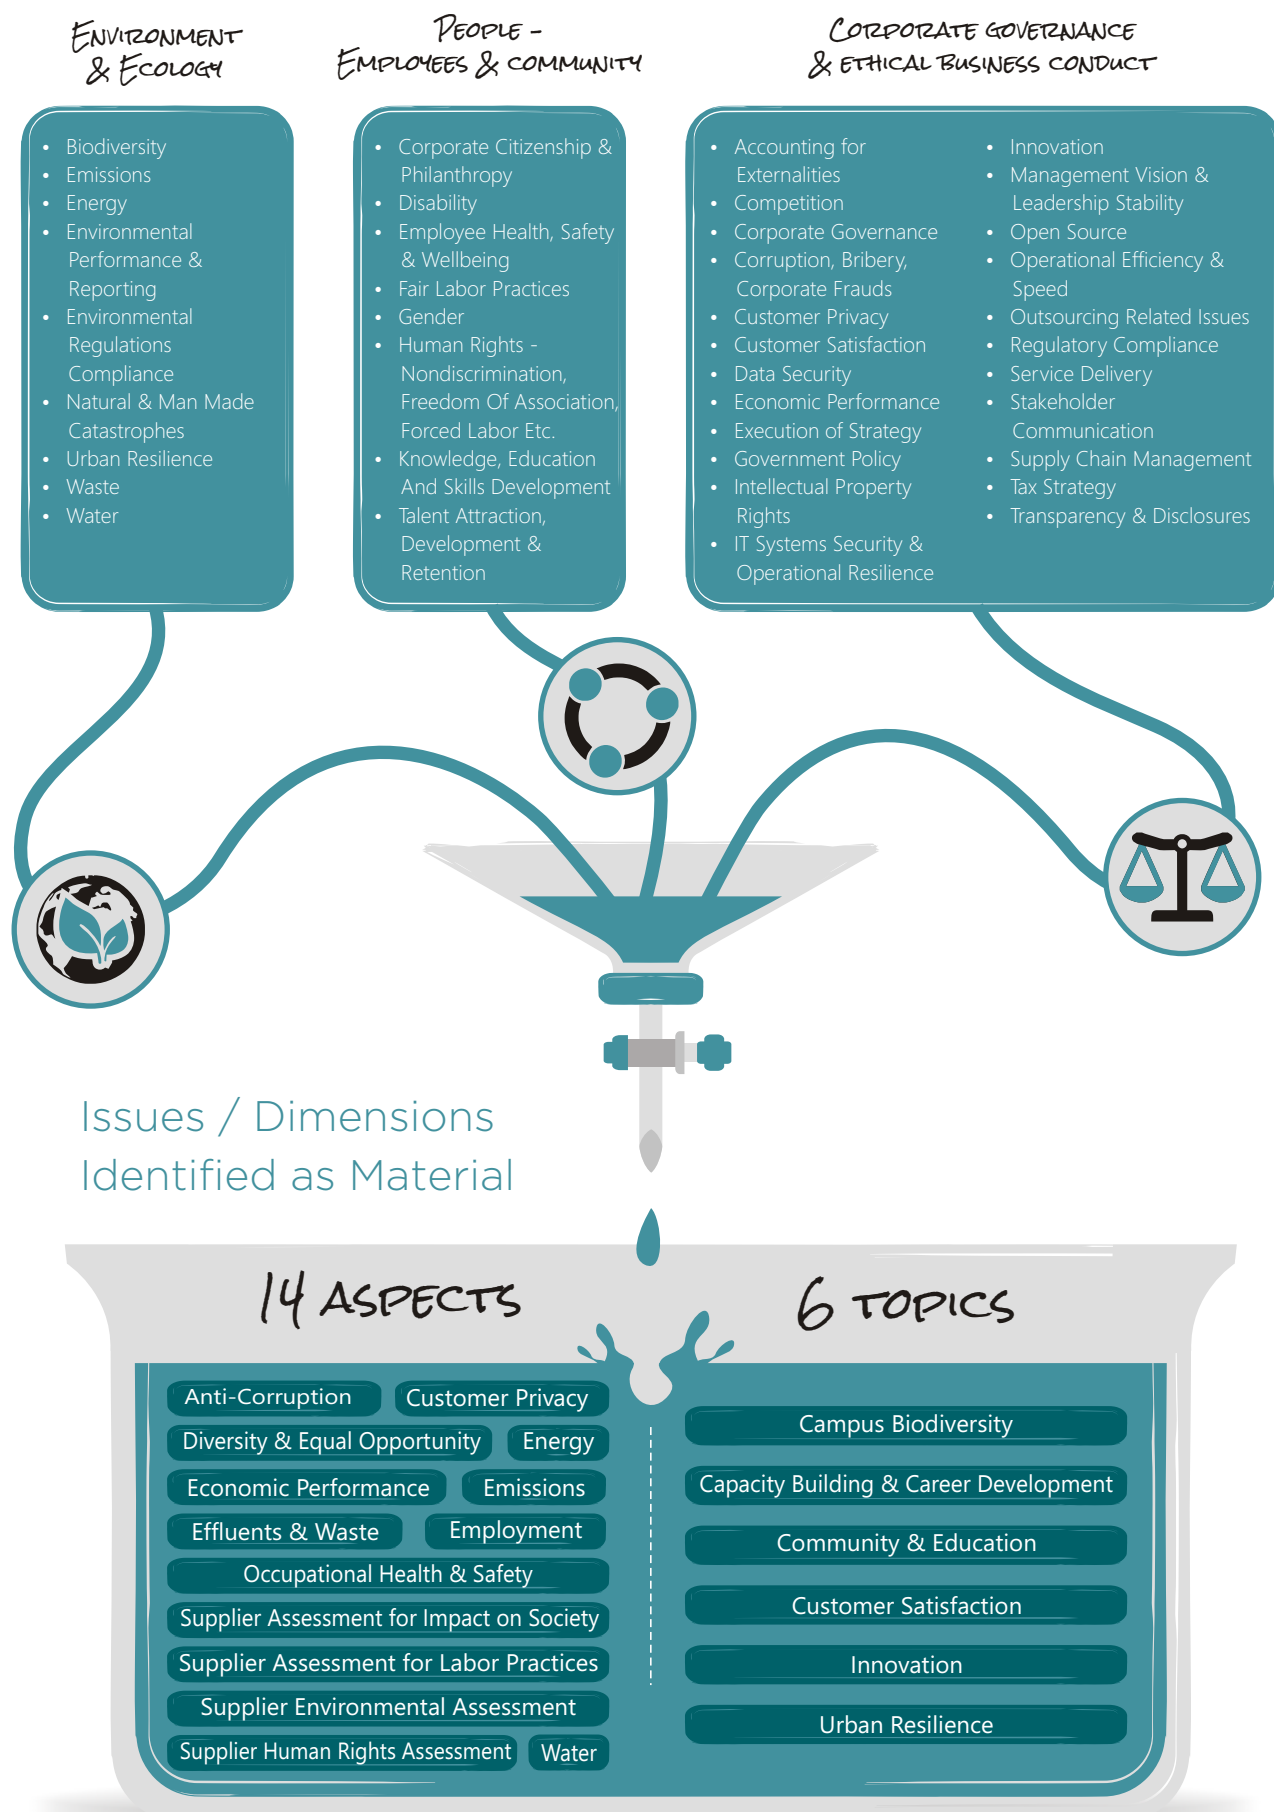 Environment
& Ecology
• Biodiversity
• Emissions
• Energy
• Environmental
Performance &
Reporting
• Environmental
Regulations
Compliance
• Natural & Man Made
Catastrophes
• Urban Resilience
• Waste
• Water
People -
Employees & community
• Corporate Citizenship &
Philanthropy
• Disability
• Employee Health, Safety
& Wellbeing
• Fair Labor Practices
• Gender
• Human Rights -
Nondiscrimination,
Freedom Of Association,
Forced Labor Etc.
• Knowledge, Education
And Skills Development
• Talent Attraction,
Development &
Retention
Corporate governance
& ethical business conduct
• Accounting for
Externalities
• Competition
• Corporate Governance
• Corruption, Bribery,
Corporate Frauds
• Customer Privacy
• Customer Satisfaction
• Data Security
• Economic Performance
• Execution of Strategy
• Government Policy
• Intellectual Property
Rights
• IT Systems Security &
Operational Resilience
• Innovation
• Management Vision &
Leadership Stability
• Open Source
• Operational Efficiency &
Speed
• Outsourcing Related Issues
• Regulatory Compliance
• Service Delivery
• Stakeholder
Communication
• Supply Chain Management
• Tax Strategy
• Transparency & Disclosures
Issues / Dimensions
Identified as Material
14 aspects
Anti-Corruption
Customer Privacy
Diversity & Equal Opportunity
Energy
Economic Performance
Emissions
Effluents & Waste
Employment
Occupational Health & Safety
Supplier Assessment for Impact on Society
Supplier Assessment for Labor Practices
Supplier Environmental Assessment
Supplier Human Rights Assessment
Water
6 topics
Campus Biodiversity
Capacity Building & Career Development
Community & Education
Customer Satisfaction
Innovation
Urban Resilience